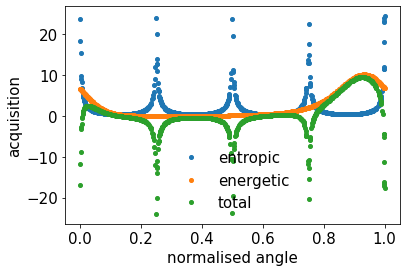 20
10
0
−10
−20
acquisition
entropic
energetic
total
0.0 0.2 0.4 0.6 0.8 1.0
normalised angle